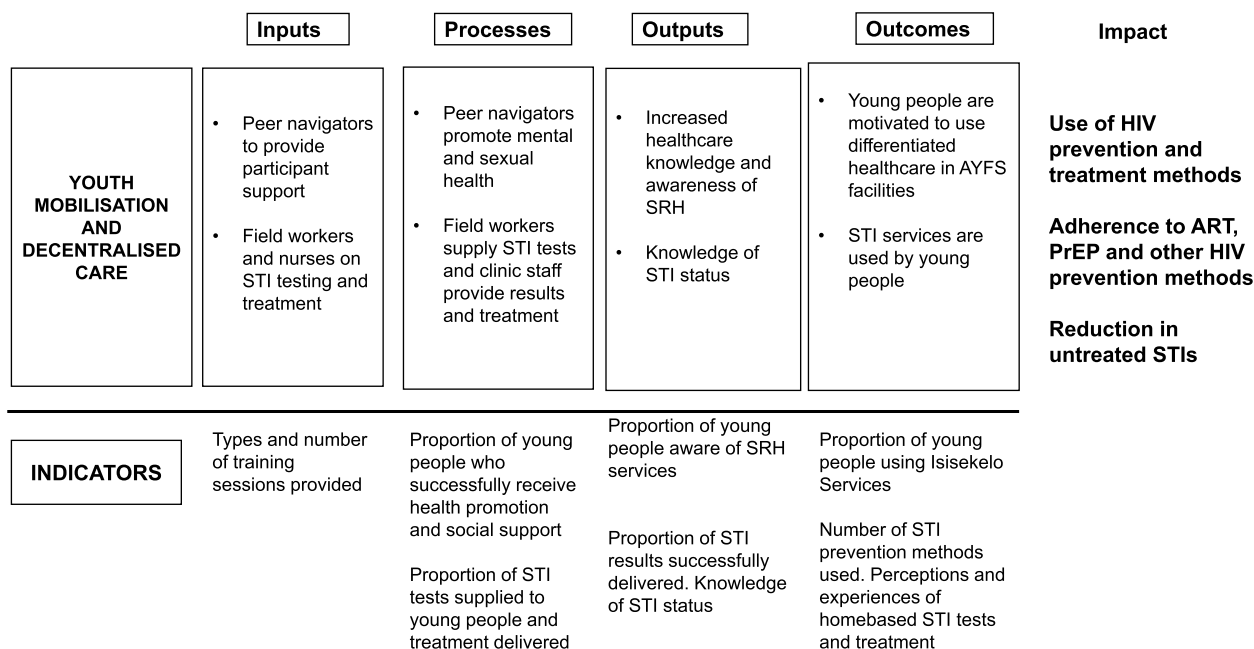 Inputs
Processes
Outputs
Outcomes
Impact
YOUTH
MOBILISATION
AND
DECENTRALISED
CARE
• Peer navigators
to provide
participant
support
• Field workers
and nurses on
STI testing and
treatment
• Peer navigators
promote mental
and sexual
health
• Field workers
supply STI tests
and clinic staff
provide results
and treatment
• Increased
healthcare
knowledge and
awareness of
SRH
• Knowledge of
STI status
• Young people are
motivated to use
differentiated
healthcare in AYFS
facilities
• STI services are
used by young
people
Use of HIV
prevention and
treatment methods
Adherence to ART,
PrEP and other HIV
prevention methods
Reduction in
untreated STIs
INDICATORS
Types and number
of training
sessions provided
Proportion of young
people who
successfully receive
health promotion
and social support
Proportion of STI
tests supplied to
young people and
treatment delivered
Proportion of young
people aware of SRH
services
Proportion of STI
results successfully
delivered. Knowledge
of STI status
Proportion of young
people using Isisekelo
Services
Number of STI
prevention methods
used. Perceptions and
experiences of
homebased STI tests
and treatment